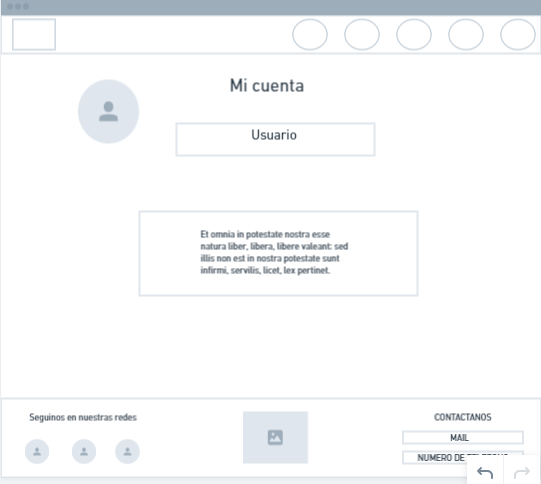 Mi cuenta
Usuario
Et omnia in potestate nostra esse
natura liber, libera, libere valeant; sed
illis non est in nostra potestate sunt
infirmi, servilis, licet, lex pertinet.
Seguinos en nuestras redes
CONTACTANOS
MAIL
NUMERO DE